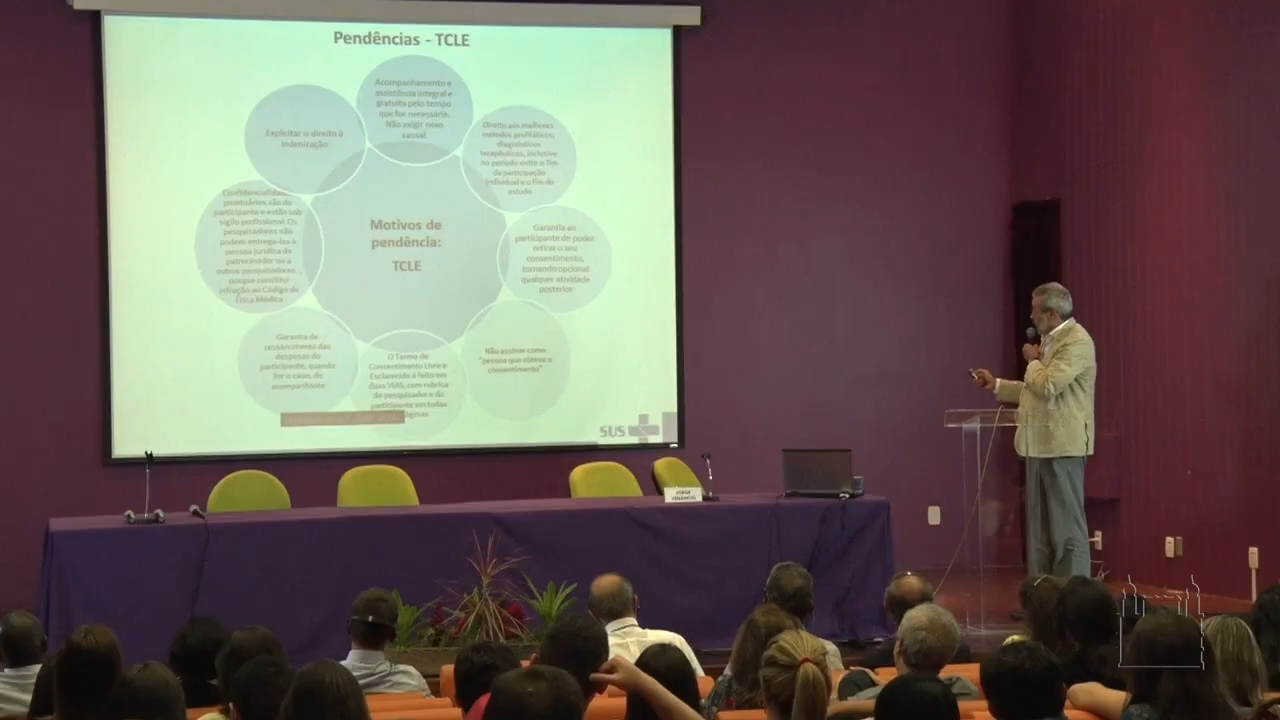 Pendências - TCLE
Acompanhamento e
assistência integral e
gratuita pelo tempo
que for necessário.
Não exigir nexo
causal
Direito aos melhores
métodos profiláticos,
diagnósticos
terapêuticos, inclusive
no período entre o fim
da participação
individual e o fim do
estudo
Garantia ao
participante de poder
retirar o seu
consentimento,
tornando opcional
qualquer atividade
posterior
Não assinar como:
"pessoa que obteve o
consentimento"
O Termo de
Consentimento Livre e
Esclarecido é feito em
duas VIAS, com rubrica
do pesquisador e do
participante em todas
Garantia de
ressarcimento das
despesas do
participante, quando
for o caso, do
acompanhante
Confidencialidade
prontuários são do
participante e estão sob
sigilo profissional. Os
pesquisadores não
podem entregá-los à
pessoa jurídica do
patrocinador ou a
outros pesquisadores,
porque constitui
infração ao Código de
Ética Médica
Explicitar o direito à
indenização
Motivos de
pendência:
TCLE
SUS
JORGE
VENÂNCIO